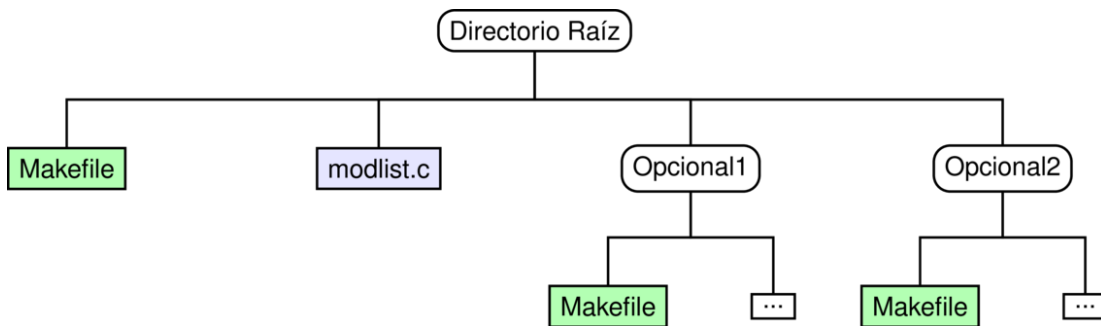 Directorio Raíz
Makefile
modlist.c
Opcional1
Opcional2
Makefile
...
Makefile
...